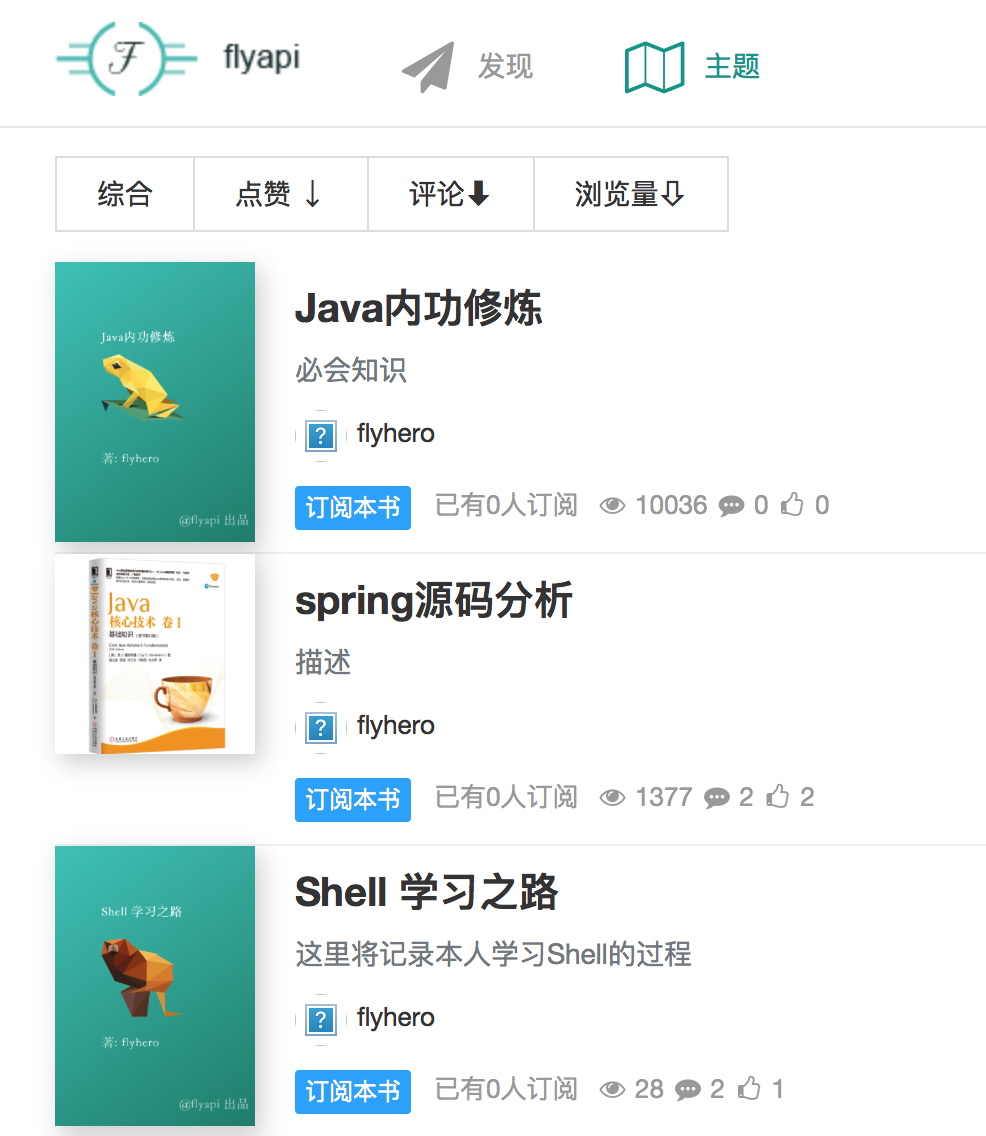 flyapi 发现 主题
综合 点赞 ↓ 评论⬇ 浏览量⇩
Java内功修炼
著: flyhero
@flyapi 出品
Java内功修炼
必会知识
flyhero
订阅本书 已有0人订阅 10036 0 0
Java
核心技术 卷 I
基础知识
spring源码分析
描述
flyhero
订阅本书 已有0人订阅 1377 2 2
Shell 学习之路
著: flyhero
@flyapi 出品
Shell 学习之路
这里将记录本人学习Shell的过程
flyhero
订阅本书 已有0人订阅 28 2 1